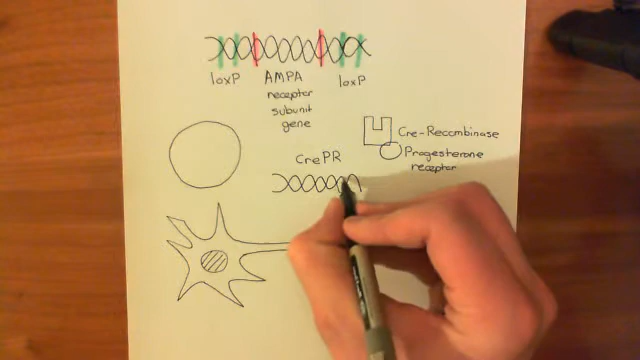 loxP AMPA loxP
receptor
subunit
gene
Cre-Recombinase
CrePR Progesterone
receptor